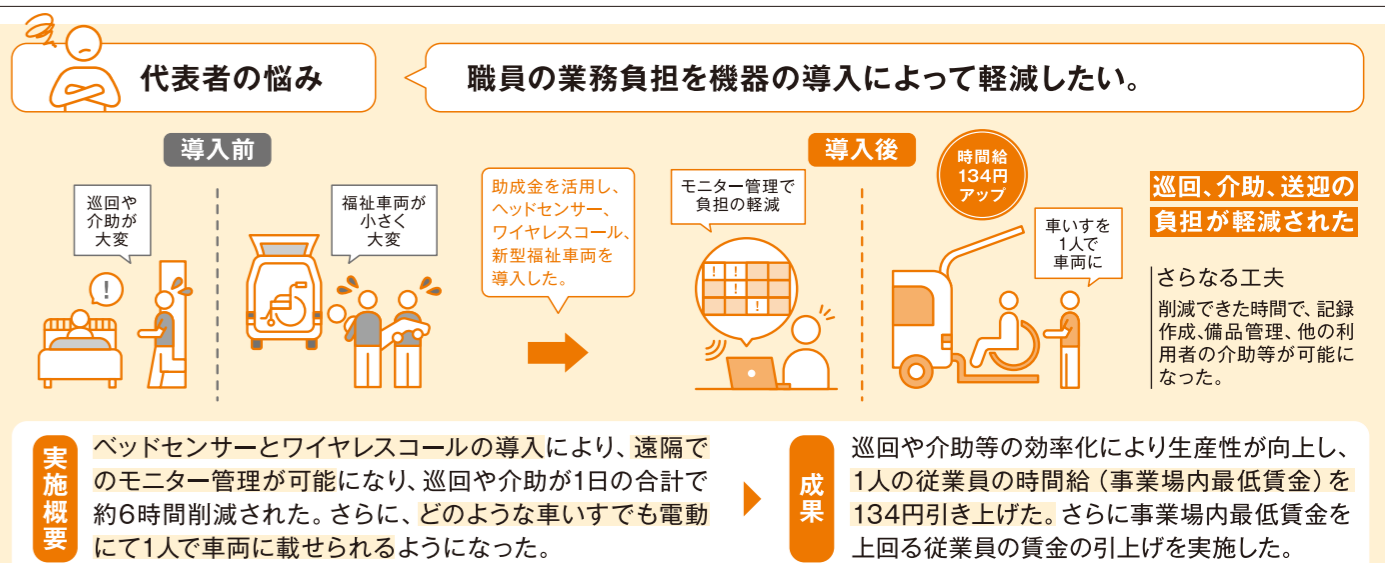 代表者の悩み
職員の業務負担を機器の導入によって軽減したい。
導入前
巡回や
介助が
大変
!
福祉車両が
小さく
大変
助成金を活用し、
ヘッドセンサー、
ワイヤレスコール、
新型福祉車両を
導入した。
導入後
モニター管理で
負担の軽減
! !
!
!
時間給
134円
アップ
車いすを
1人で
車両に
巡回、介助、送迎の
負担が軽減された
さらなる工夫
削減できた時間で、記録
作成、備品管理、他の利
用者の介助等が可能に
なった。
実施概要
ベッドセンサーとワイヤレスコールの導入により、遠隔で
のモニター管理が可能になり、巡回や介助が1日の合計で
約6時間削減された。さらに、どのような車いすでも電動
にて1人で車両に載せられるようになった。
成果
巡回や介助等の効率化により生産性が向上し、
1人の従業員の時間給（事業場内最低賃金）を
134円引き上げた。さらに事業場内最低賃金を
上回る従業員の賃金の引上げを実施した。